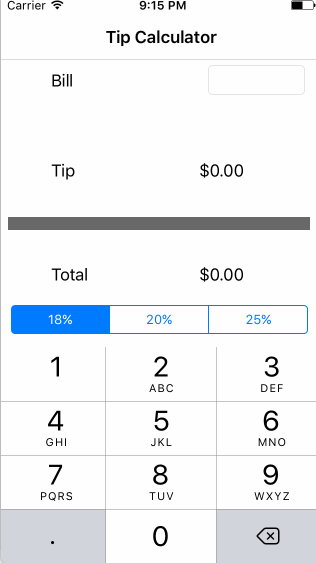 Carrier 9:15 PM
Tip Calculator
Bill
Tip $0.00
Total $0.00
18% 20% 25%
1 2 3
ABC DEF
4 5 6
GHI JKL MNO
7 8 9
PQRS TUV WXYZ
. 0